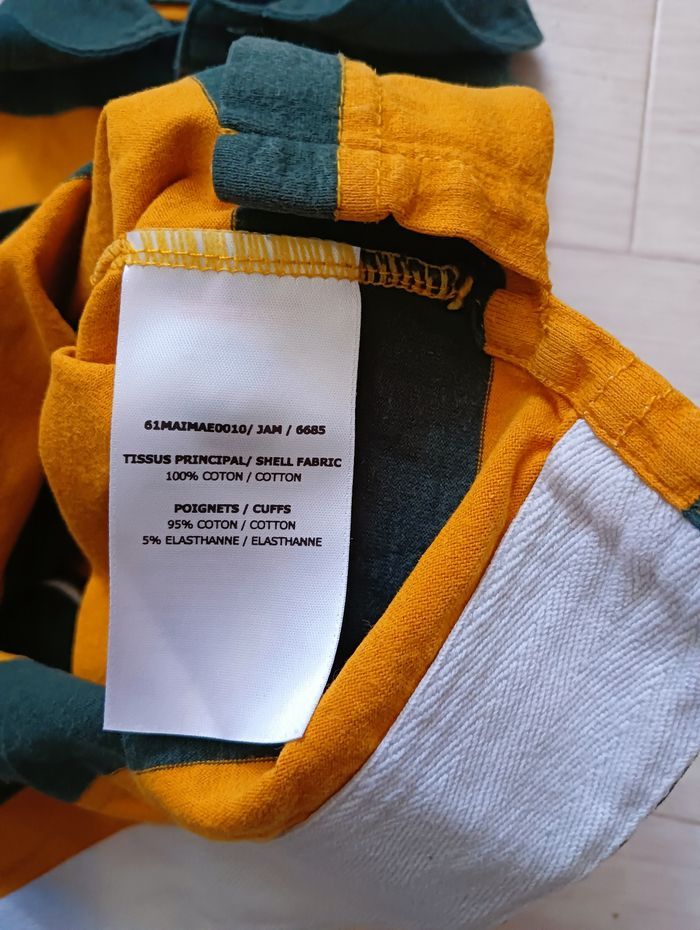 61MAIMAE0010/ JAM / 6685
TISSUS PRINCIPAL/ SHELL FABRIC
100% COTON / COTTON
POIGNETS / CUFFS
95% COTON / COTTON
5% ELASTHANNE / ELASTHANNE